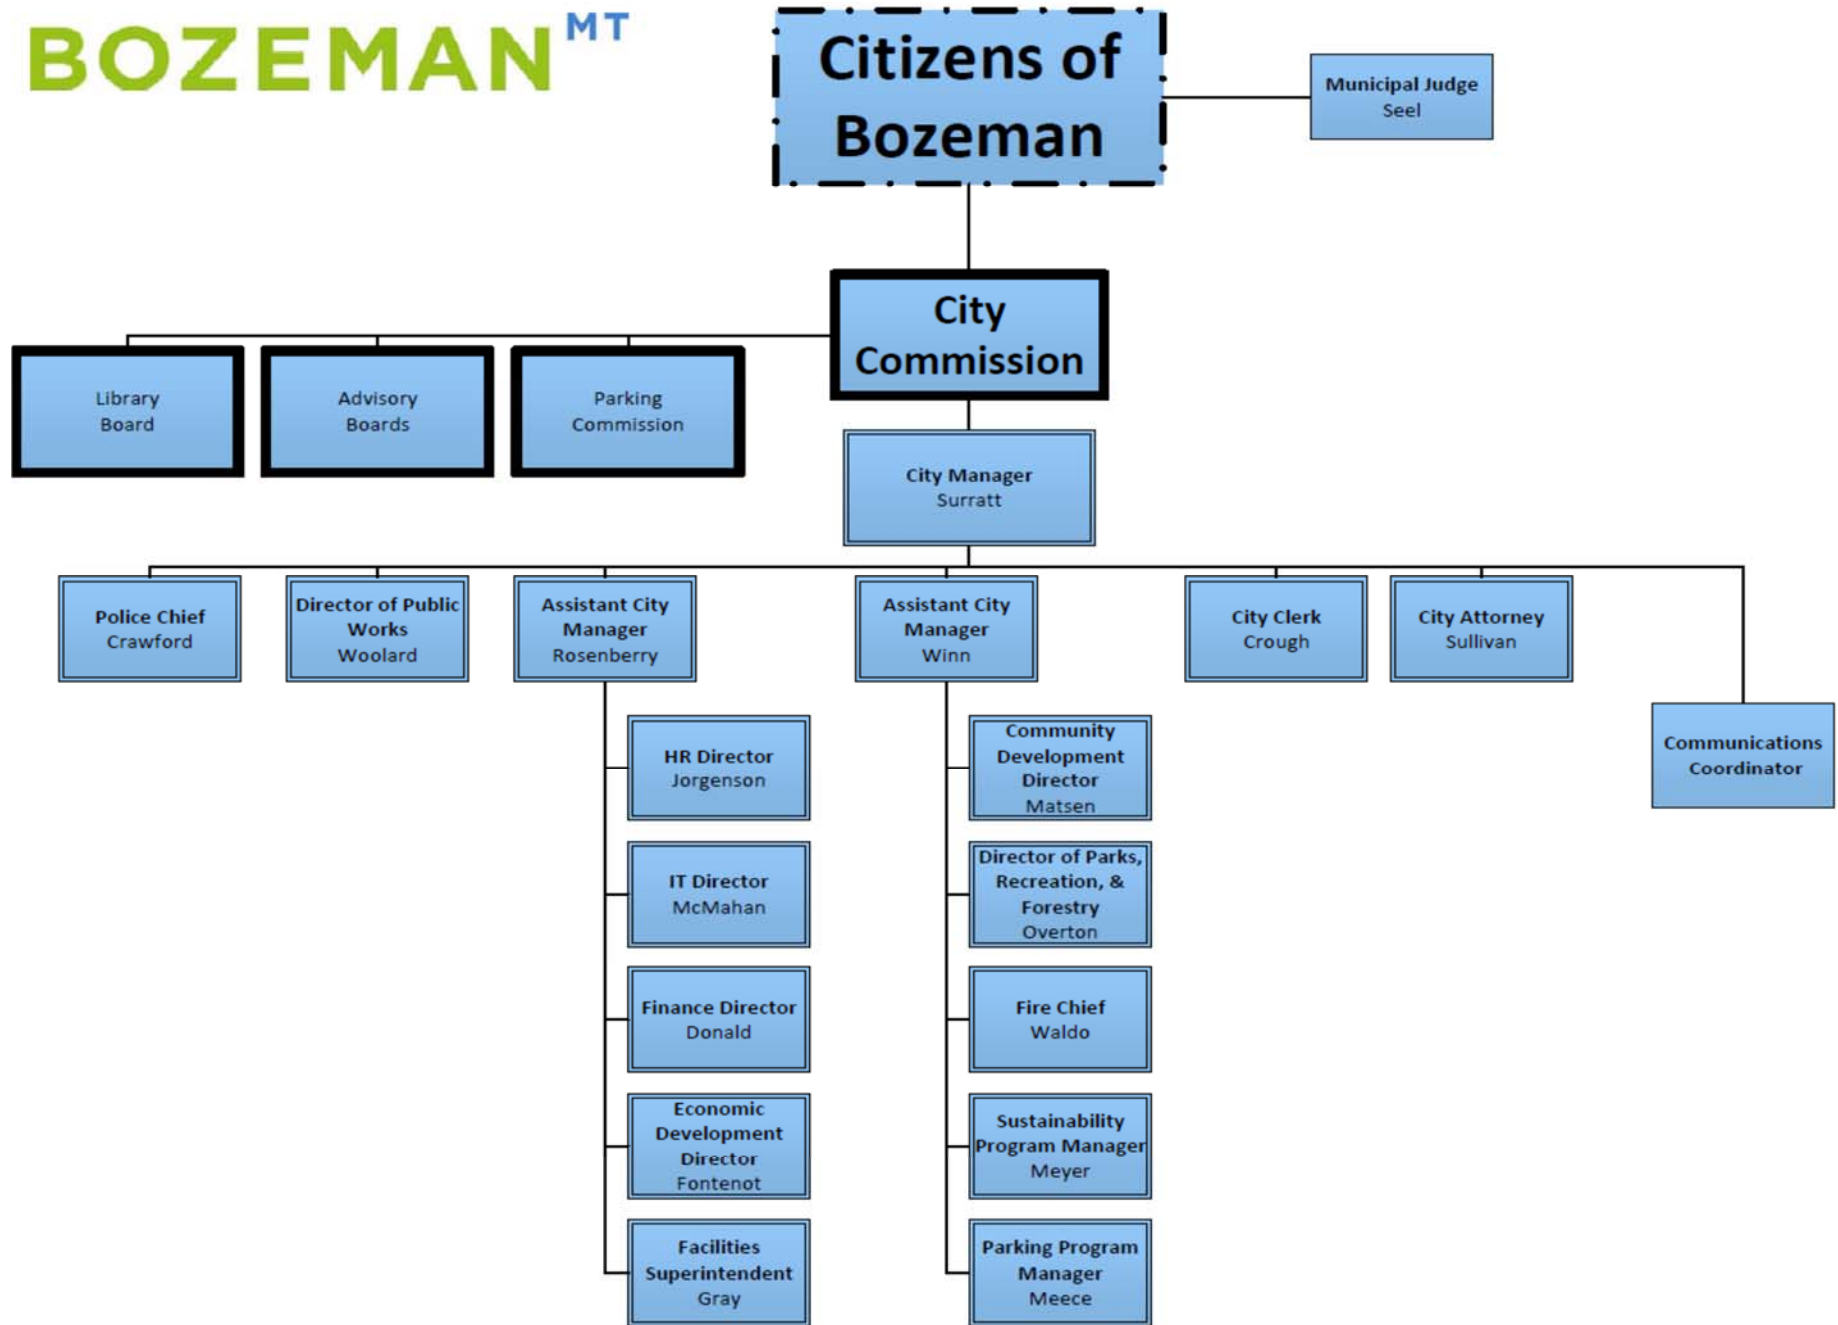 BOZEMAN MT
Citizens of
Bozeman
Municipal Judge
Seel
City
Commission
Library
Board
Advisory
Boards
Parking
Commission
City Manager
Surratt
Police Chief
Crawford
Director of Public
Works
Woolard
Assistant City
Manager
Rosenberry
Assistant City
Manager
Winn
City Clerk
Crough
City Attorney
Sullivan
Communications
Coordinator
HR Director
Jorgenson
IT Director
McMahan
Finance Director
Donald
Economic
Development
Director
Fontenot
Facilities
Superintendent
Gray
Community
Development
Director
Matsen
Director of Parks,
Recreation, &
Forestry
Overton
Fire Chief
Waldo
Sustainability
Program Manager
Meyer
Parking Program
Manager
Meece